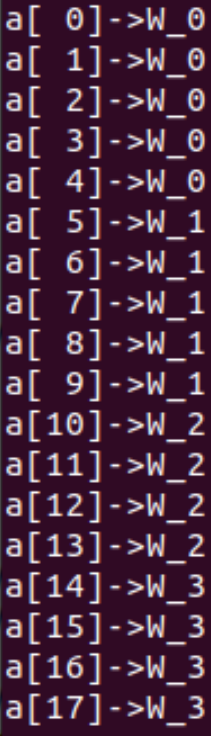 a[ 0]->W_0
a[ 1]->W_0
a[ 2]->W_0
a[ 3]->W_0
a[ 4]->W_0
a[ 5]->W_1
a[ 6]->W_1
a[ 7]->W_1
a[ 8]->W_1
a[ 9]->W_1
a[10]->W_2
a[11]->W_2
a[12]->W_2
a[13]->W_2
a[14]->W_3
a[15]->W_3
a[16]->W_3
a[17]->W_3